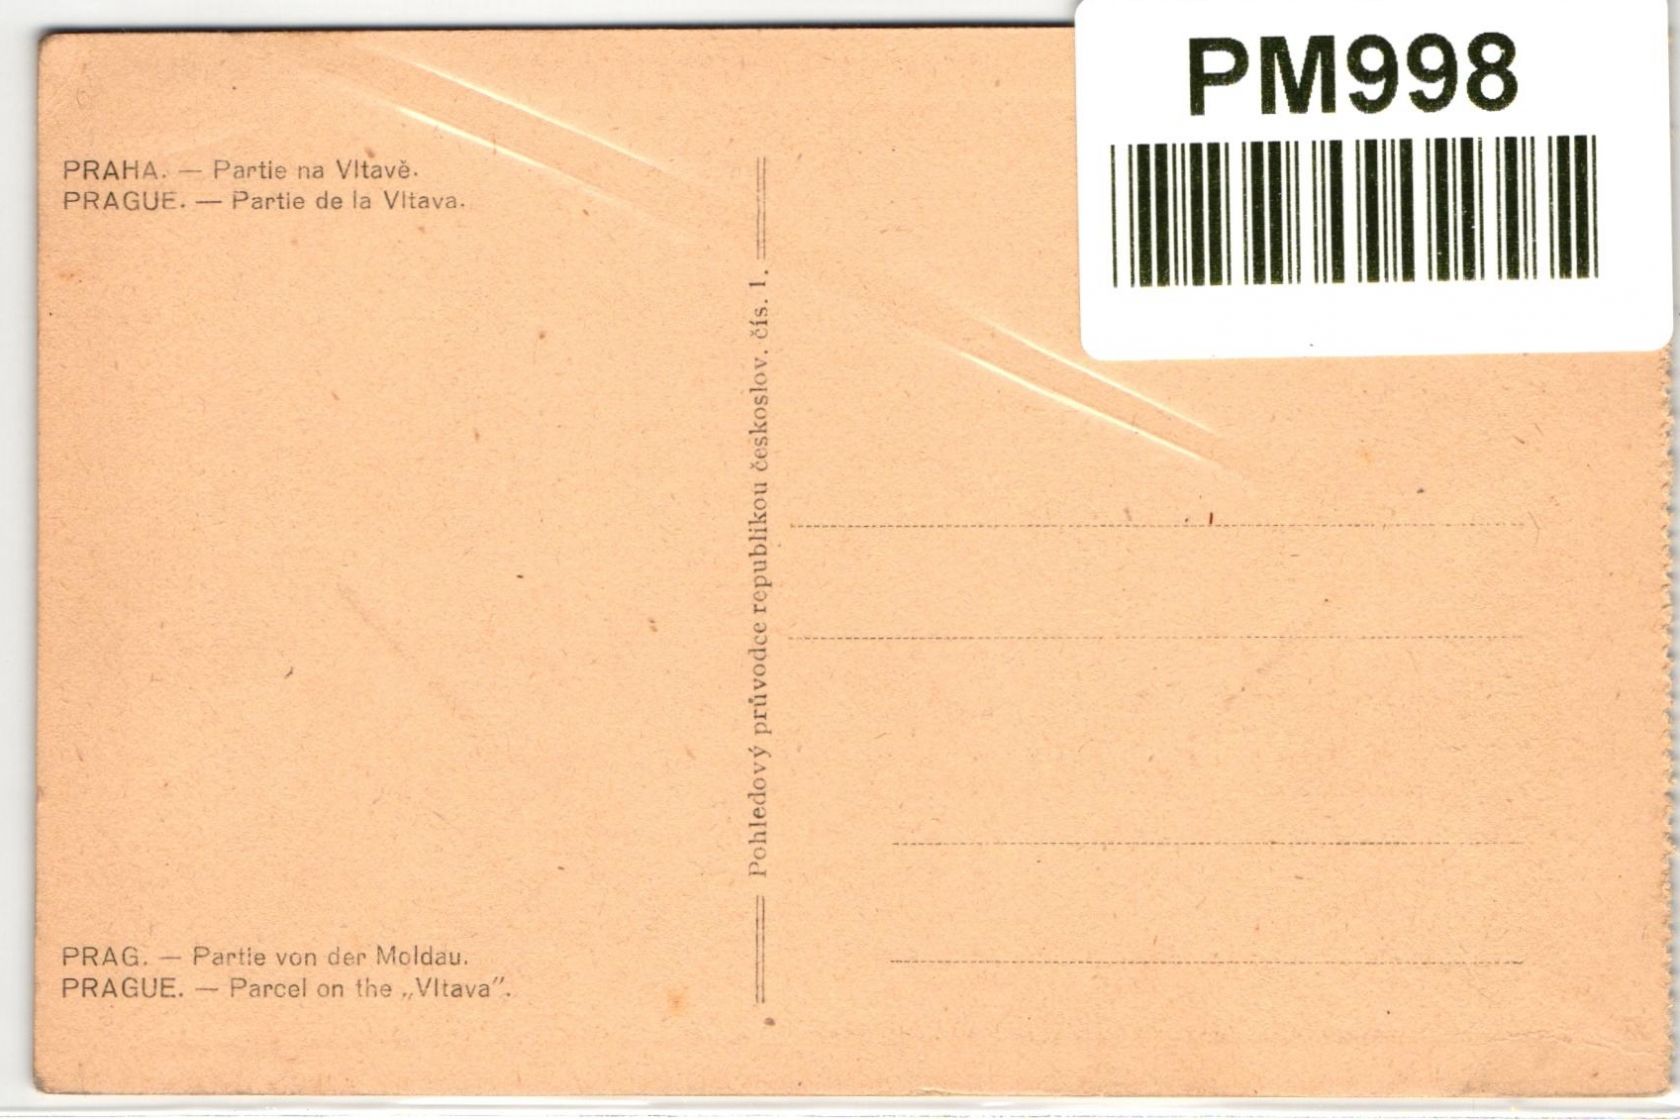 PM998
PRAHA. — Partie na Vltavě.
PRAGUE. — Partie de la Vltava.
Pohledový průvodce republikou českoslov. čís. 1.
PRAG. — Partie von der Moldau.
PRAGUE. — Parcel on the „Vltava”.